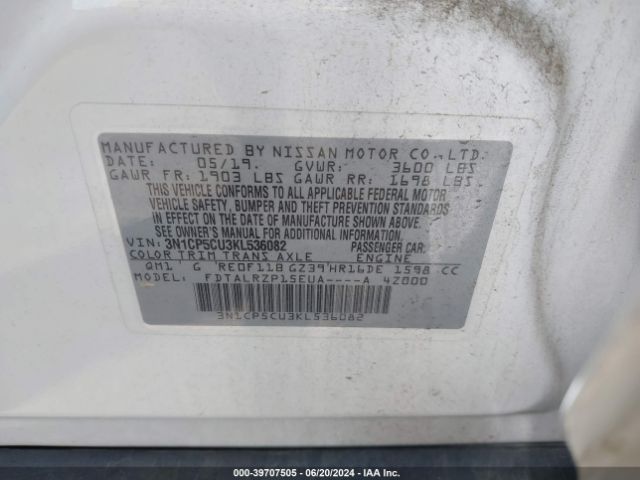 MANUFACTURED BY NISSAN MOTOR CO.,LTD.
DATE: 05/19. GVWR: 3600 LBS
GAWR FR: 1903 LBS GAWR RR: 1698 LBS.
THIS VEHICLE CONFORMS TO ALL APPLICABLE FEDERAL MOTOR
VEHICLE SAFETY, BUMPER AND THEFT PREVENTION STANDARDS
IN EFFECT ON THE DATE OF MANUFACTURE SHOWN ABOVE.
SEE OWNERS MANUAL FOR ADDITIONAL INFORMATION.
VIN: 3N1CP5CU3KL536082 PASSENGER CAR.
COLOR TRIM TRANS AXLE ENGINE
QM1 G RE0F11B GZ39 HR16DE 1598 CC
MODEL: FDTALRZP15EUA----A 4Z000
3N1CP5CU3KL536082
000-39707505 | 06/20/2024 - IAA Inc.